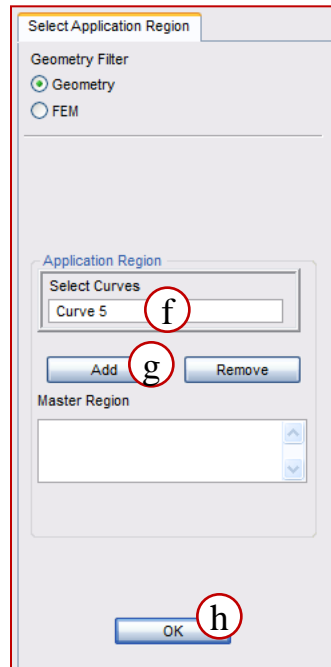 Select Application Region
Geometry Filter
Geometry
FEM
Application Region
Select Curves
Curve 5 f
Add g Remove
Master Region
OK h